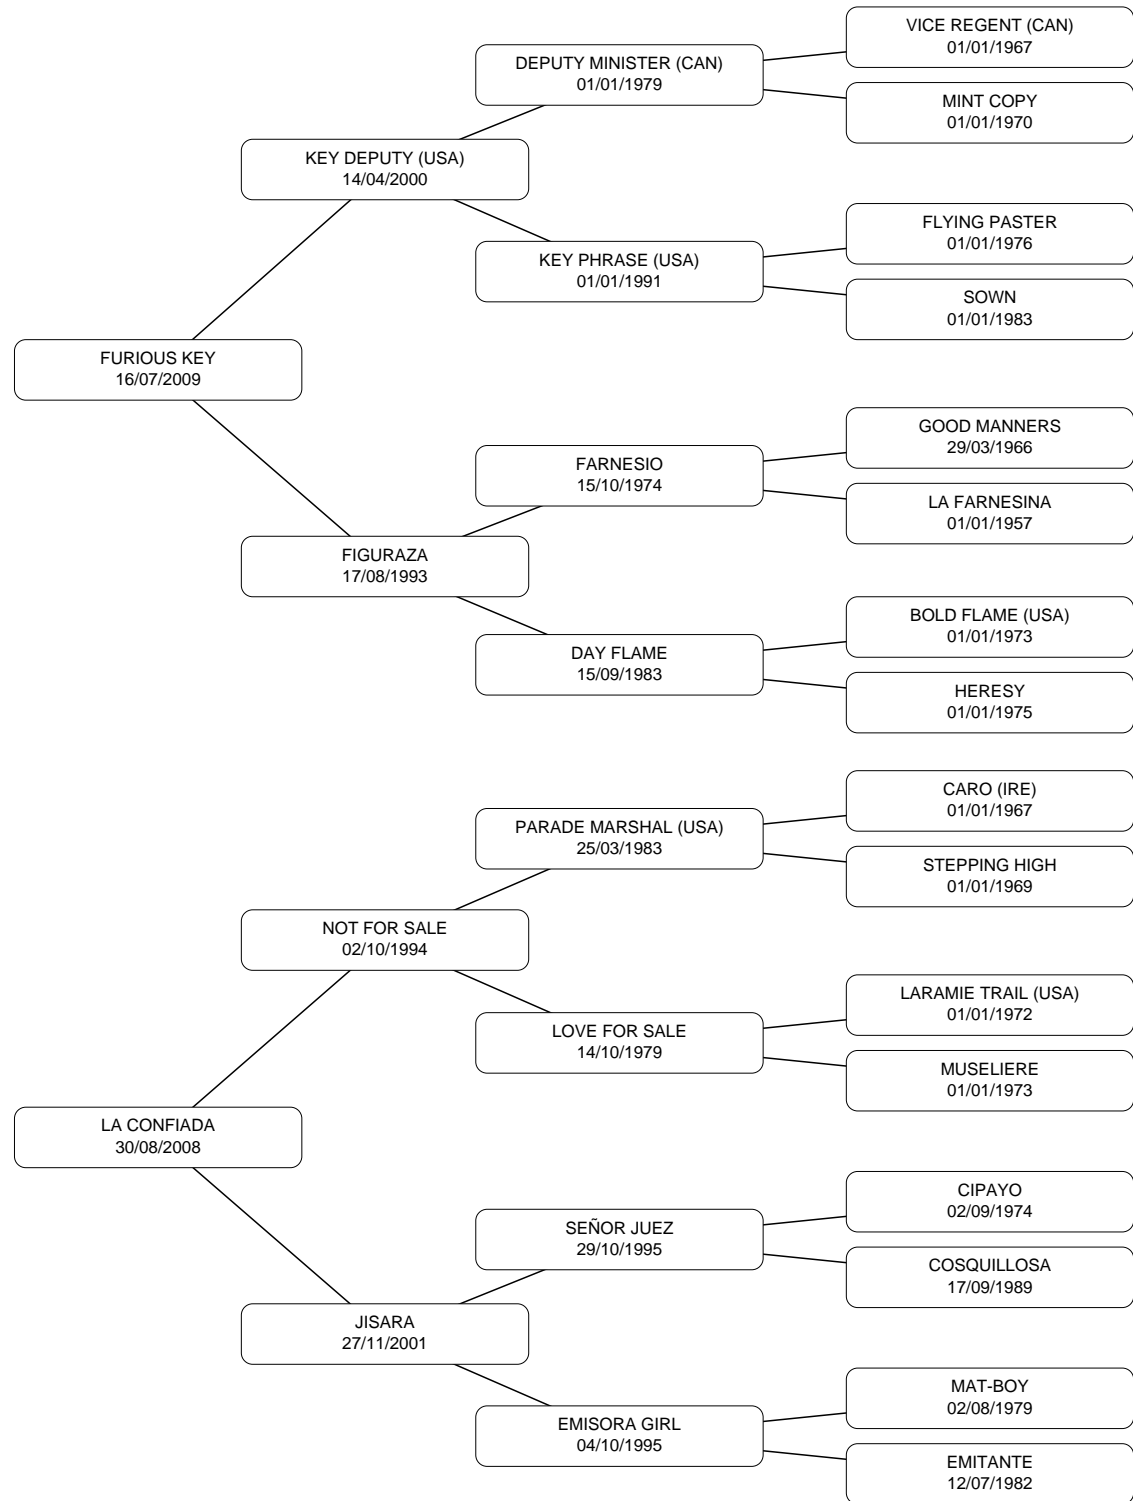 VICE REGENT (CAN)
01/01/1967
DEPUTY MINISTER (CAN)
01/01/1979
MINT COPY
01/01/1970
KEY DEPUTY (USA)
14/04/2000
FLYING PASTER
01/01/1976
KEY PHRASE (USA)
01/01/1991
SOWN
01/01/1983
FURIOUS KEY
16/07/2009
GOOD MANNERS
29/03/1966
FARNESIO
15/10/1974
LA FARNESINA
01/01/1957
FIGURAZA
17/08/1993
BOLD FLAME (USA)
01/01/1973
DAY FLAME
15/09/1983
HERESY
01/01/1975
CARO (IRE)
01/01/1967
PARADE MARSHAL (USA)
25/03/1983
STEPPING HIGH
01/01/1969
NOT FOR SALE
02/10/1994
LARAMIE TRAIL (USA)
01/01/1972
LOVE FOR SALE
14/10/1979
MUSELIERE
01/01/1973
LA CONFIADA
30/08/2008
CIPAYO
02/09/1974
SEÑOR JUEZ
29/10/1995
COSQUILLOSA
17/09/1989
JISARA
27/11/2001
MAT-BOY
02/08/1979
EMISORA GIRL
04/10/1995
EMITANTE
12/07/1982